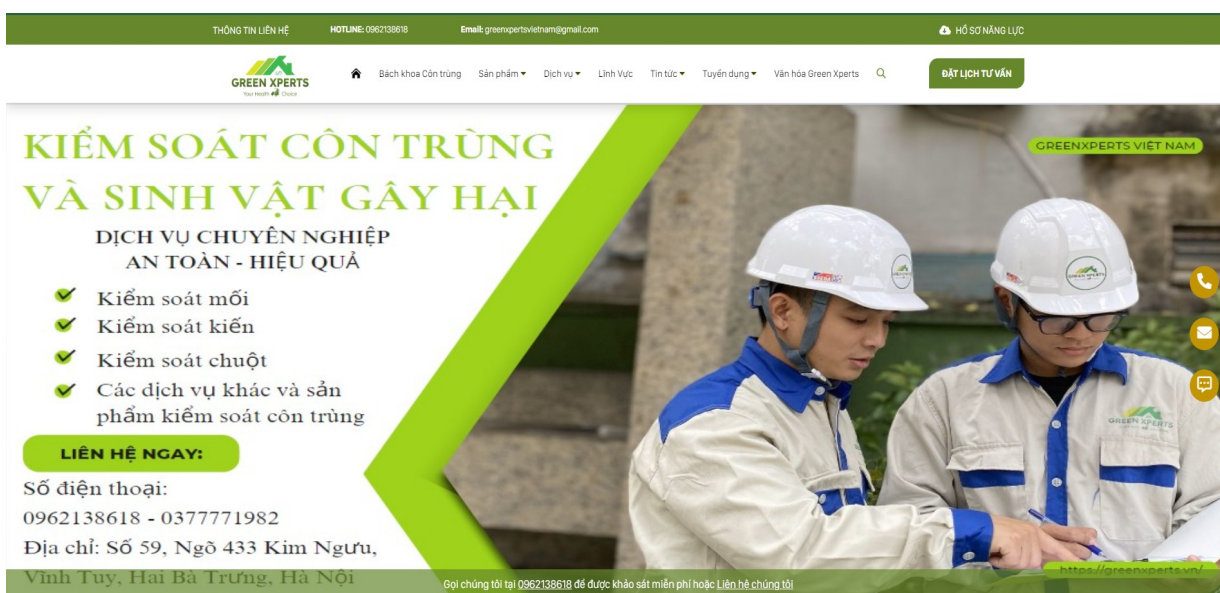 THÔNG TIN LIÊN HỆ HOTLINE: 0962138618 Email: greenxpertsvietnam@gmail.com HỒ SƠ NĂNG LỰC
GREEN XPERTS
Your Health Choice
Bách khoa Côn trùng Sản phẩm Dịch vụ Lĩnh Vực Tin tức Tuyển dụng Văn hóa Green Xperts ĐẶT LỊCH TƯ VẤN
KIỂM SOÁT CÔN TRÙNG
VÀ SINH VẬT GÂY HẠI
GREENXPERTS VIỆT NAM
DỊCH VỤ CHUYÊN NGHIỆP
AN TOÀN - HIỆU QUẢ
Kiểm soát mối
Kiểm soát kiến
Kiểm soát chuột
Các dịch vụ khác và sản
phẩm kiểm soát côn trùng
LIÊN HỆ NGAY:
Số điện thoại:
0962138618 - 0377771982
Địa chỉ: Số 59, Ngõ 433 Kim Ngưu,
Vĩnh Tuy, Hai Bà Trưng, Hà Nội
GREEN XPERTS
GREEN XPERTS
https://greenxperts.vn/
Gọi chúng tôi tại 0962138618 để được khảo sát miễn phí hoặc Liên hệ chúng tôi